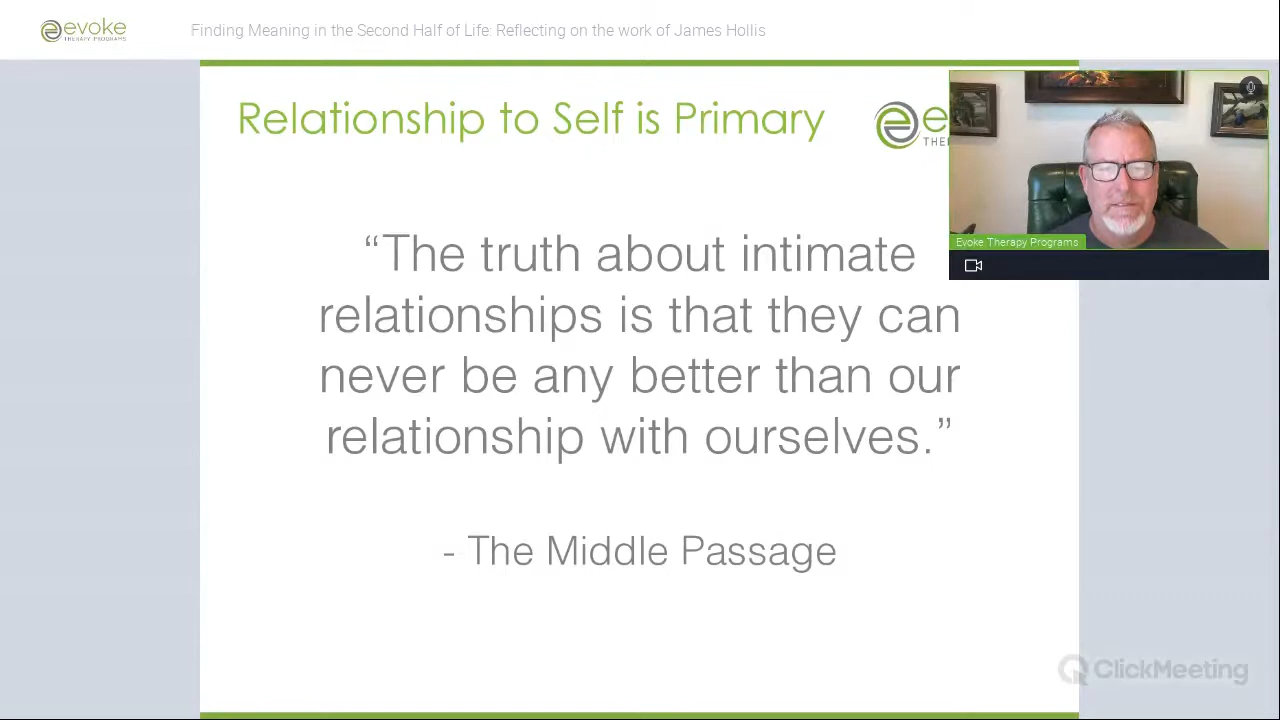 evoke
THERAPY PROGRAMS
Finding Meaning in the Second Half of Life: Reflecting on the work of James Hollis
Relationship to Self is Primary
e
THE
Evoke Therapy Programs
“The truth about intimate
relationships is that they can
never be any better than our
relationship with ourselves.”
- The Middle Passage
ClickMeeting